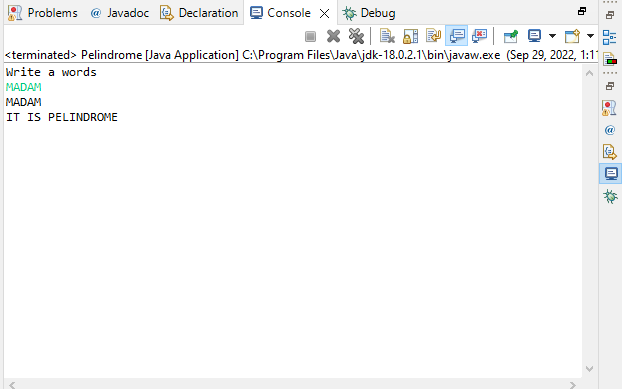 Problems @ Javadoc Declaration Console Debug
<terminated> Pelindrome [Java Application] C:\Program Files\Java\jdk-18.0.2.1\bin\javaw.exe (Sep 29, 2022, 1:1
Write a words
MADAM
MADAM
IT IS PELINDROME